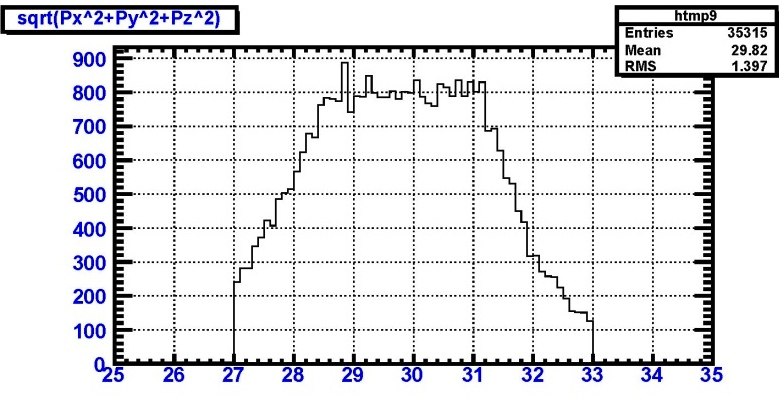 sqrt(Px^2+Py^2+Pz^2)
htmp9
Entries 35315
Mean 29.82
RMS 1.397
900
800
700
600
500
400
300
200
100
0
25 26 27 28 29 30 31 32 33 34 35